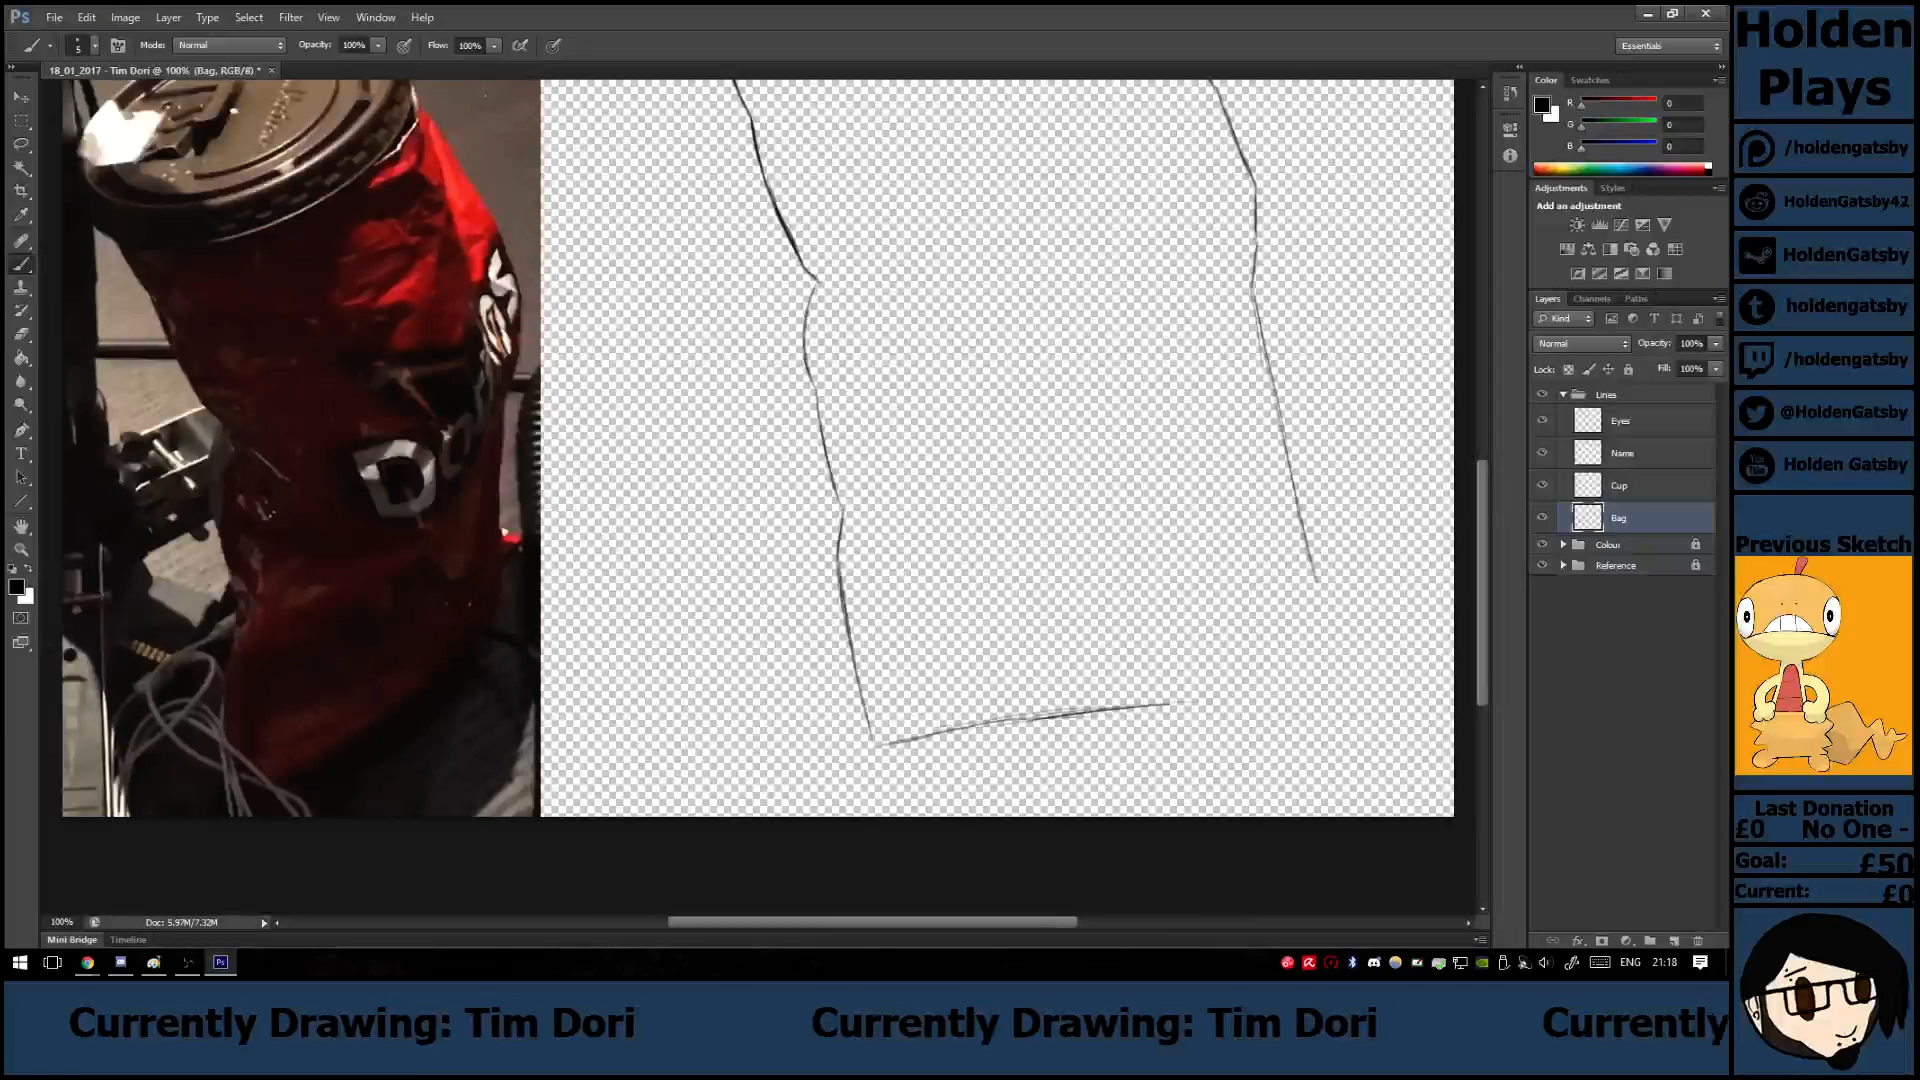 Ps File Edit Image Layer Type Select Filter View Window Help
5 Mode: Normal Opacity: 100% Flow: 100% Essentials
18_01_2017 - Tim Dori @ 100% (Bag, RGB/8) *
Color Swatches
R 0
G 0
B 0
Adjustments Styles
Add an adjustment
Layers Channels Paths
Kind
Normal Opacity: 100%
Lock: Fill: 100%
Lines
Eyes
Name
Cup
Bag
Colour
Reference
D
100% Doc: 5.97M/7.32M
Mini Bridge Timeline
Ps ENG 21:18
Holden
Plays
/holdengatsby
HoldenGatsby42
HoldenGatsby
holdengatsby
/holdengatsby
@HoldenGatsby
Holden Gatsby
Previous Sketch
Last Donation
£0 No One -
Goal: £50
Current: £0
Currently Drawing: Tim Dori Currently Drawing: Tim Dori Currently